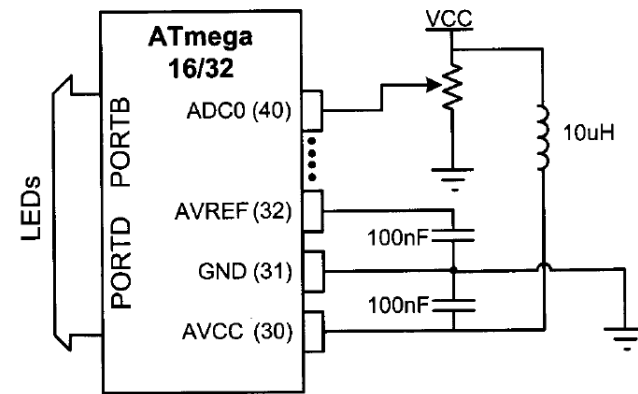 VCC
ATmega
16/32
ADC0 (40)
10uH
AVREF (32)
100nF
GND (31)
100nF
AVCC (30)
PORTB
PORTD
LEDs